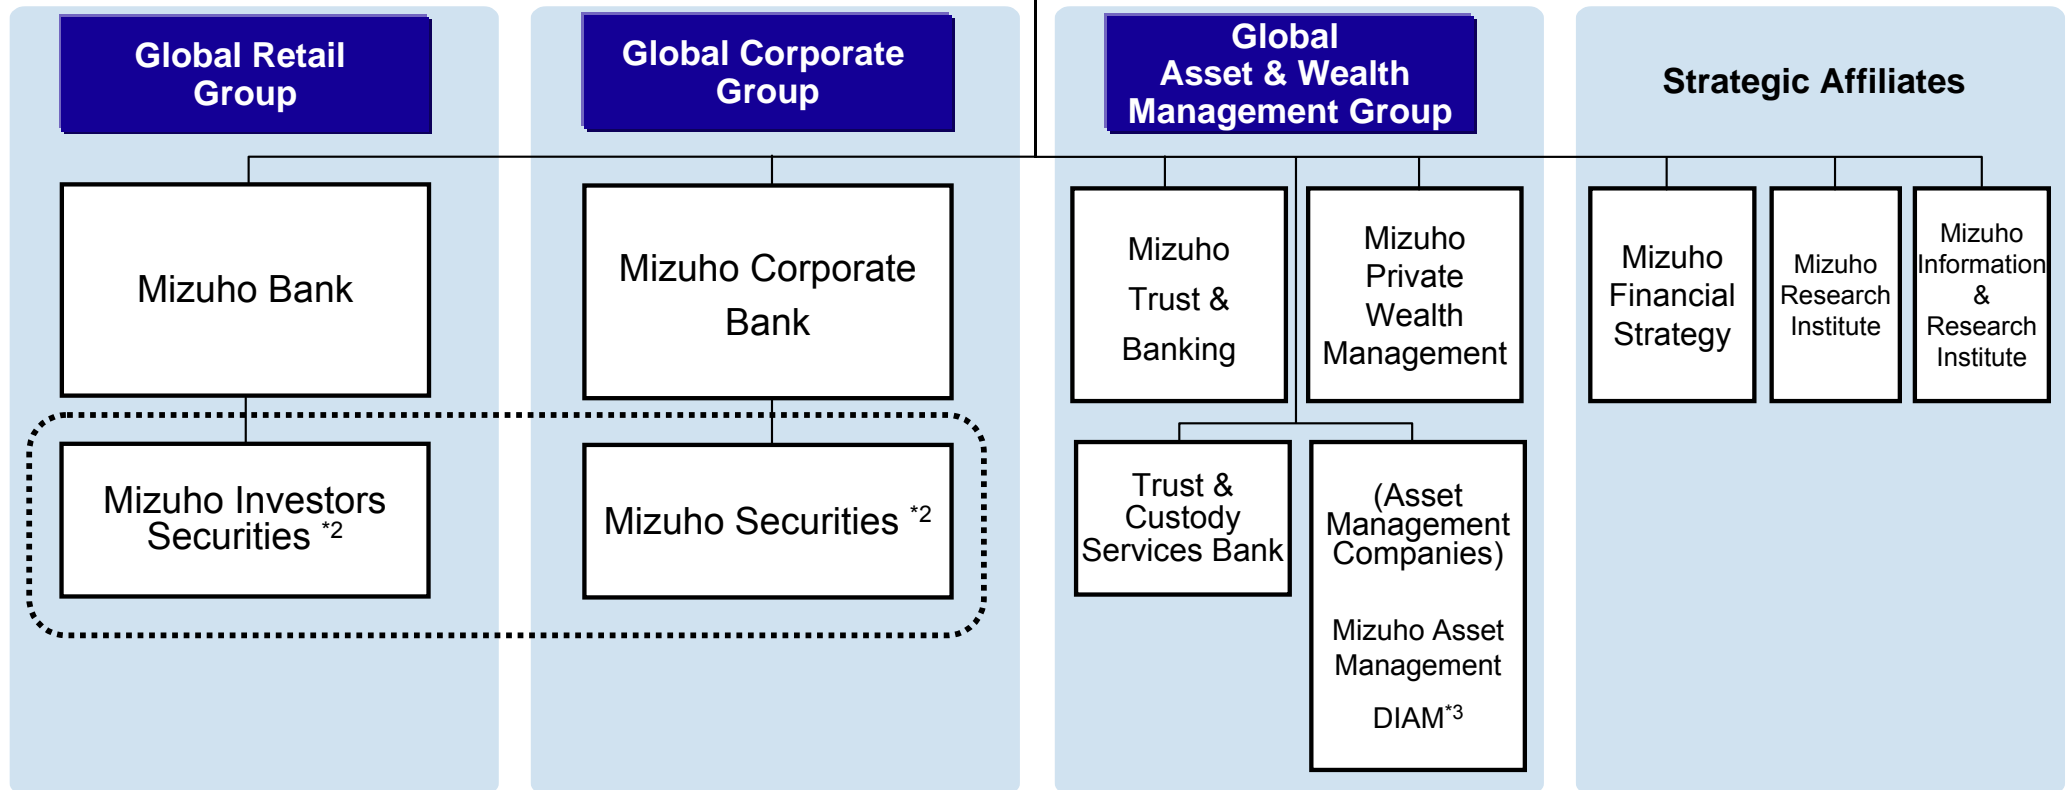 Global Retail
Group
Global Corporate
Group
Global
Asset & Wealth
Management Group
Strategic Affiliates
Mizuho Bank
Mizuho Corporate
Bank
Mizuho
Trust &
Banking
Mizuho
Private
Wealth
Management
Mizuho
Financial
Strategy
Mizuho
Research
Institute
Mizuho
Information
&
Research
Institute
Mizuho Investors
Securities *2
Mizuho Securities *2
Trust &
Custody
Services Bank
(Asset
Management
Companies)
Mizuho Asset
Management
DIAM*3